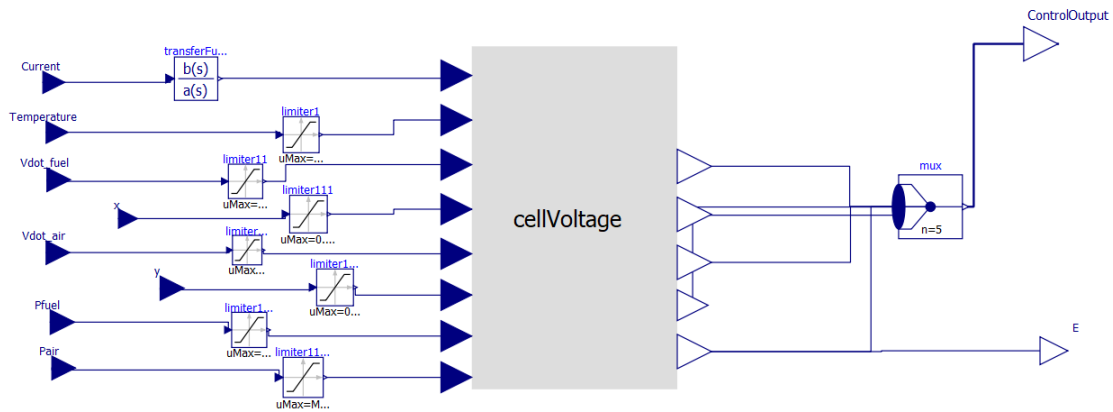 ControlOutput
Current
transferFu...
b(s)
a(s)
Temperature
limiter1
uMax=...
Vdot_fuel
limiter11
uMax=...
x
limiter111
uMax=0....
Vdot_air
limiter...
uMax...
y
limiter1...
uMax=0...
Pfuel
limiter1...
uMax=...
Pair
limiter11...
uMax=M...
cellVoltage
mux
n=5
E